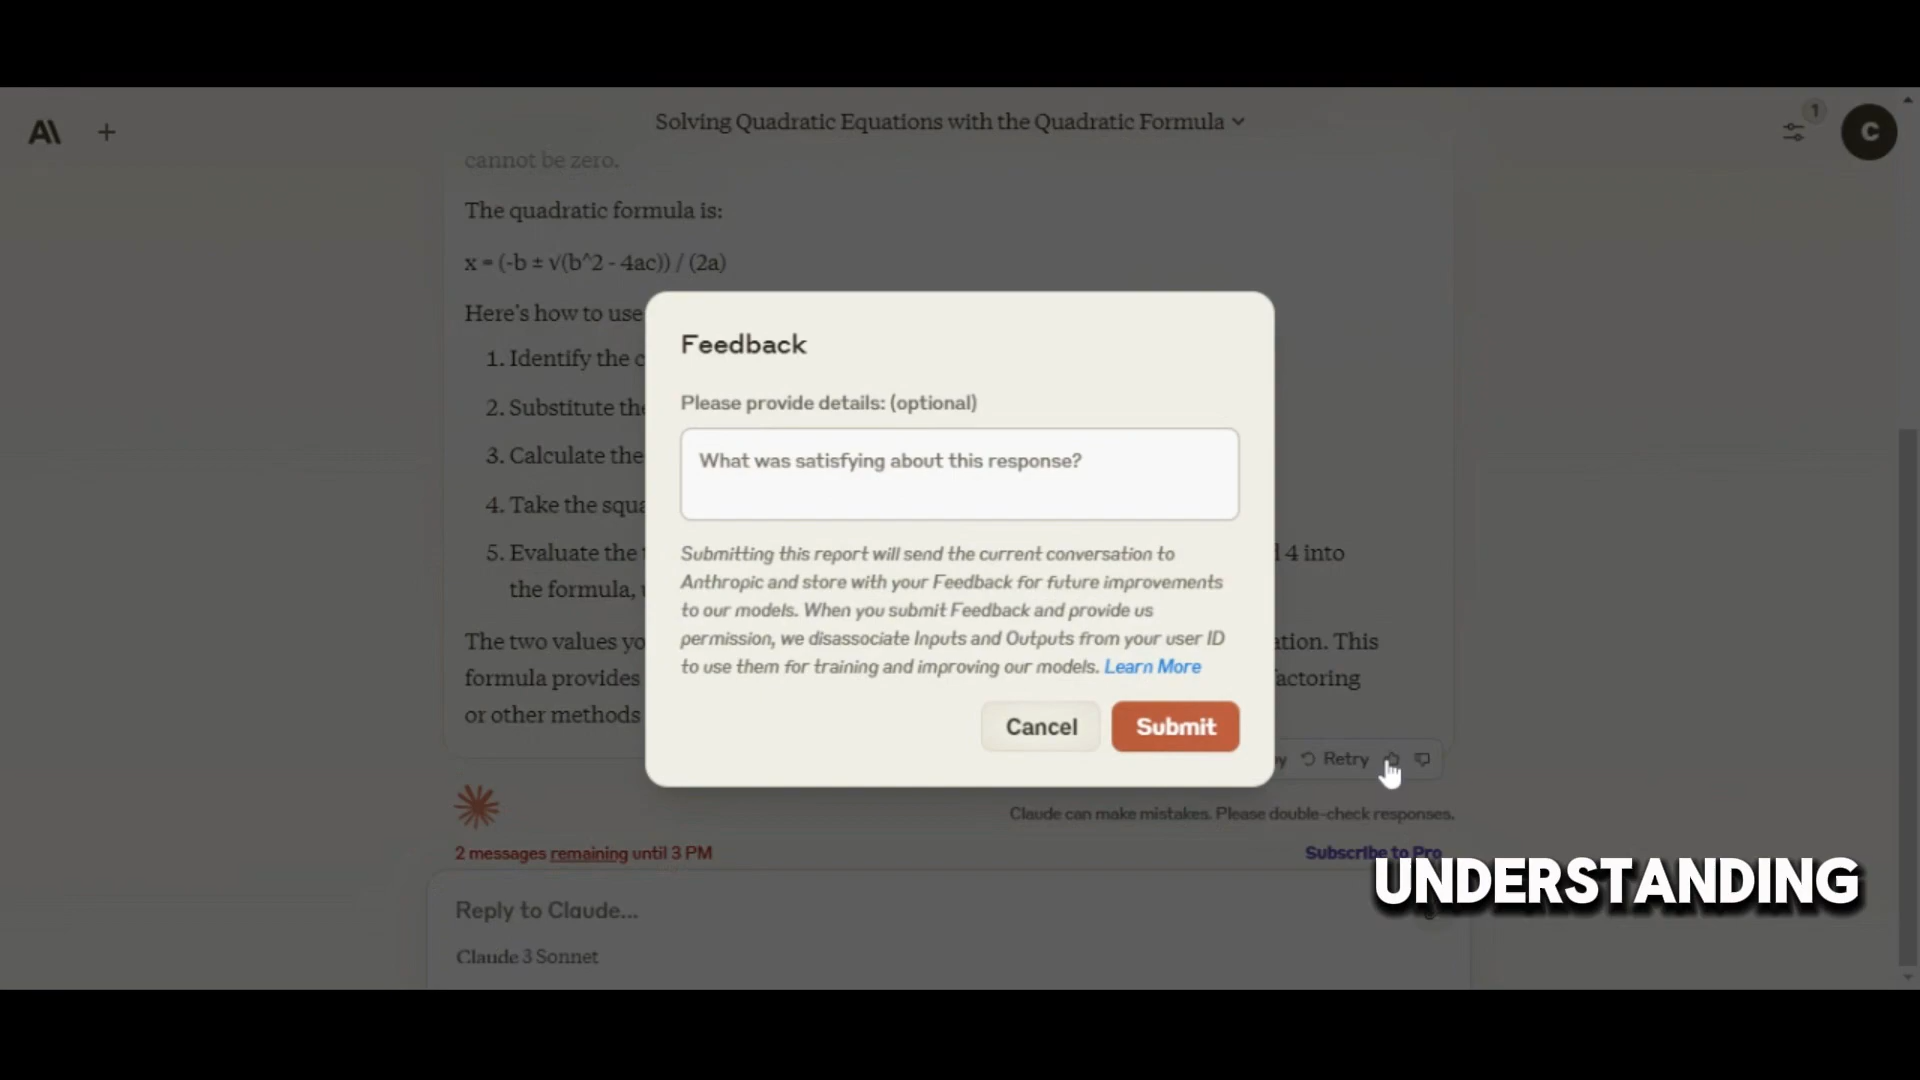 Solving Quadratic Equations with the Quadratic Formula
1
C
cannot be zero.
The quadratic formula is:
x = (-b ± √(b^2 - 4ac)) / (2a)
Here's how to use
1. Identify the
2. Substitute the
3. Calculate the
4. Take the
5. Evaluate the
4 into
the formula,
The two values
This
formula provides
or other methods
Feedback
Please provide details: (optional)
What was satisfying about this response?
Submitting this report will send the current conversation to
Anthropic and store with your Feedback for future improvements
to our models. When you submit Feedback and provide us
permission, we disassociate Inputs and Outputs from your user ID
to use them for training and improving our models. Learn More
Cancel
Submit
Retry
Claude can make mistakes. Please double-check responses.
2 messages remaining until 3 PM
Subscribe to Pro
UNDERSTANDING
Reply to Claude...
Claude 3 Sonnet